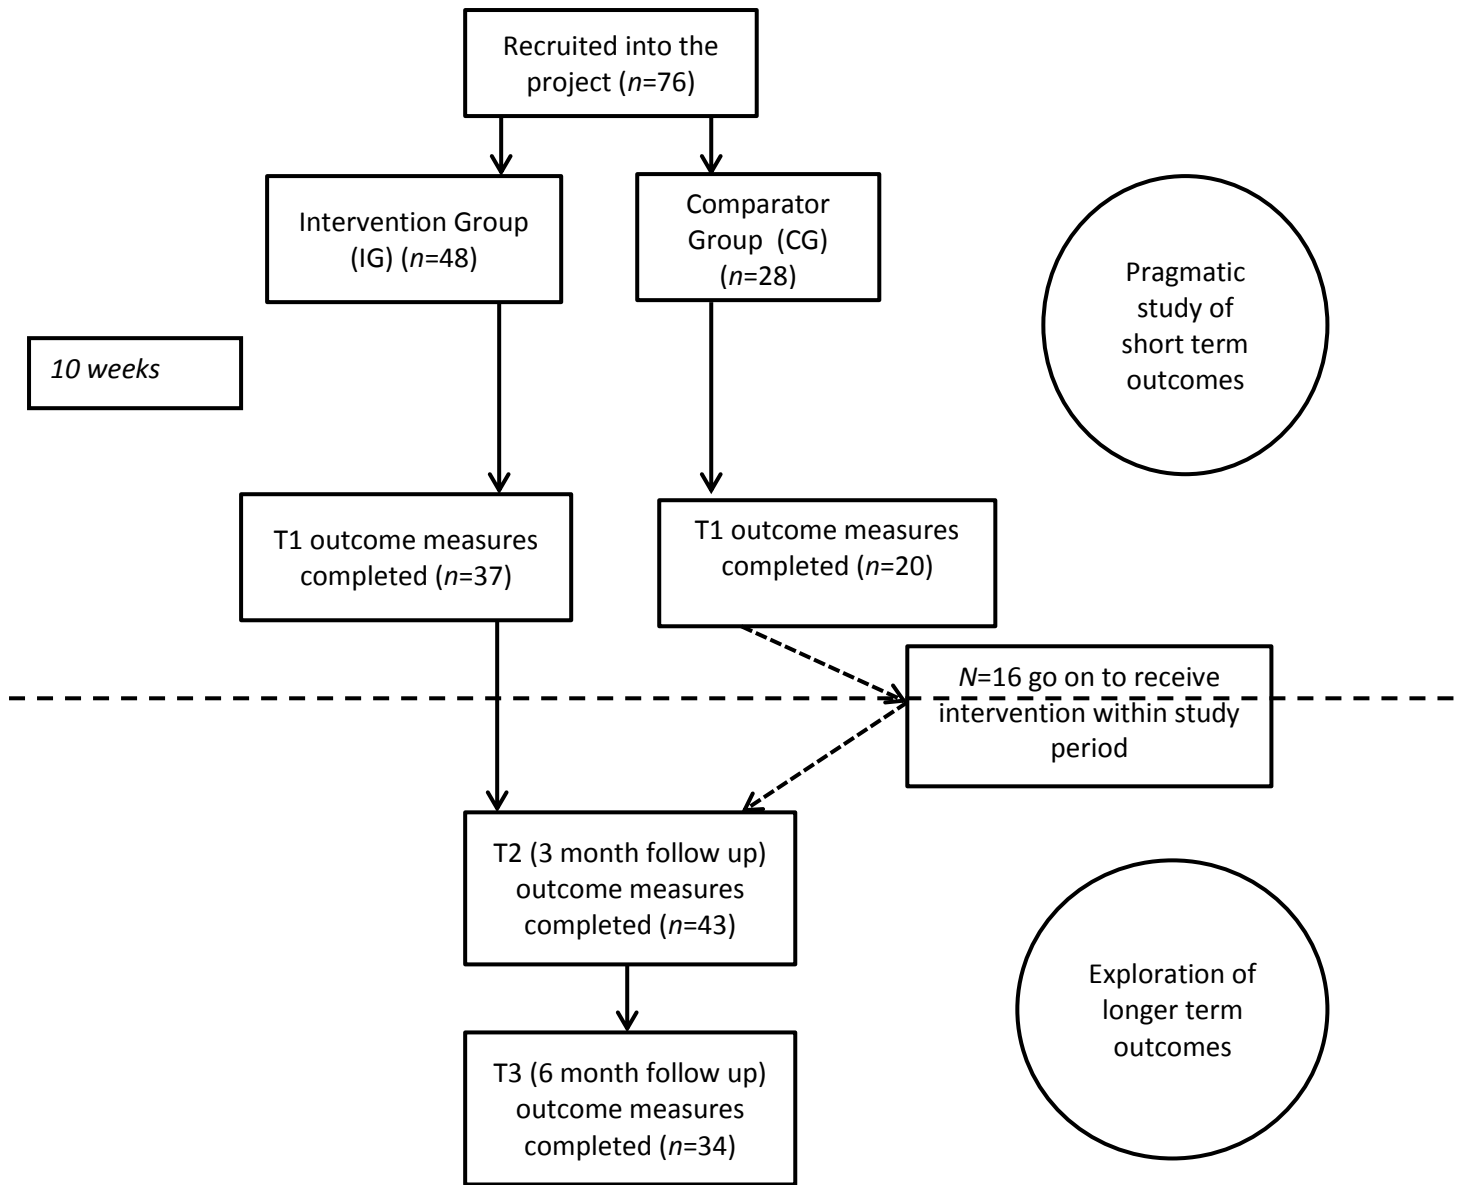 Recruited into the
project (n=76)
Intervention Group
(IG) (n=48)
Comparator
Group (CG)
(n=28)
Pragmatic
study of
short term
outcomes
10 weeks
T1 outcome measures
completed (n=37)
T1 outcome measures
completed (n=20)
N=16 go on to receive
intervention within study
period
T2 (3 month follow up)
outcome measures
completed (n=43)
Exploration of
longer term
outcomes
T3 (6 month follow up)
outcome measures
completed (n=34)